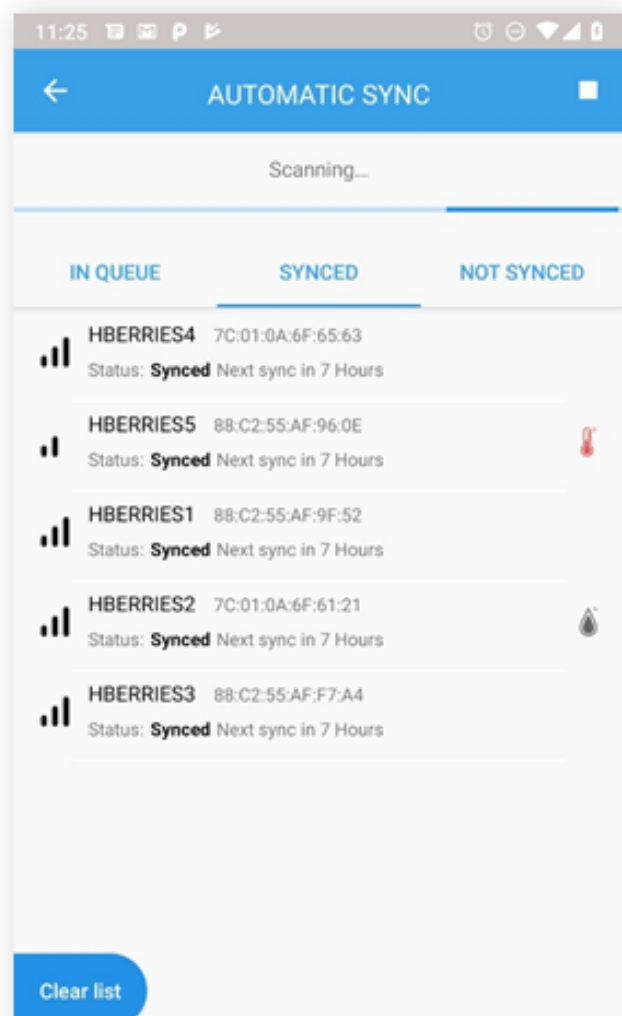 11:25
AUTOMATIC SYNC
Scanning...
IN QUEUE SYNCED NOT SYNCED
HBERRIES4 7C:01:0A:6F:65:63
Status: Synced Next sync in 7 Hours
HBERRIES5 88:C2:55:AF:96:0E
Status: Synced Next sync in 7 Hours
HBERRIES1 88:C2:55:AF:9F:52
Status: Synced Next sync in 7 Hours
HBERRIES2 7C:01:0A:6F:61:21
Status: Synced Next sync in 7 Hours
HBERRIES3 88:C2:55:AF:F7:A4
Status: Synced Next sync in 7 Hours
Clear list